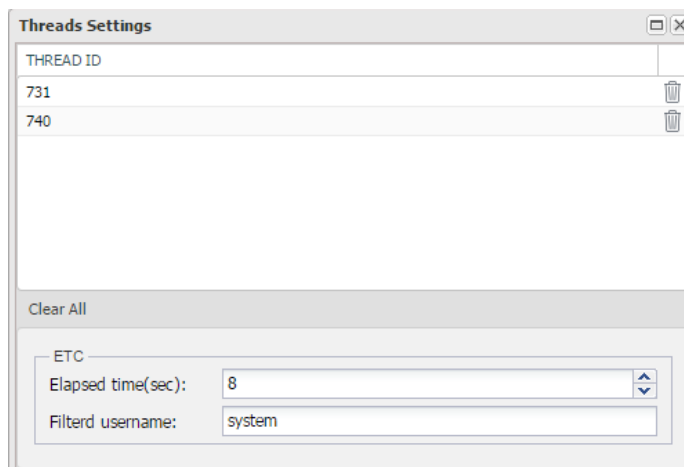 Threads Settings
THREAD ID
731
740
Clear All
ETC
Elapsed time(sec): 8
Filterd username: system